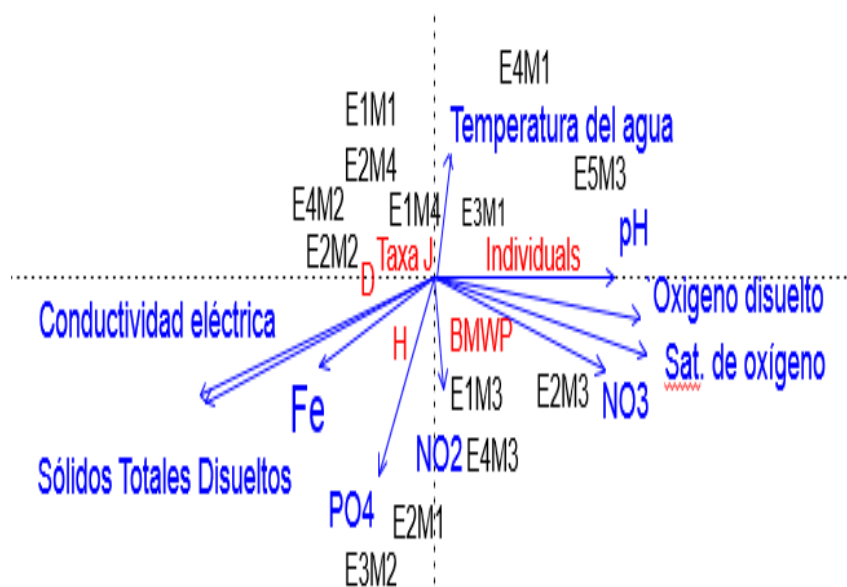 E4M1
E1M1
Temperatura del agua
E2M4
E5M3
E4M2
E1M4
E3M1
pH
E2M2
Taxa J
Individuals
D
Oxígeno disuelto
Conductividad eléctrica
H
BMWP
Sat. de oxígeno
Fe
E1M3
E2M3
NO3
NO2
E4M3
Sólidos Totales Disueltos
PO4
E2M1
E3M2